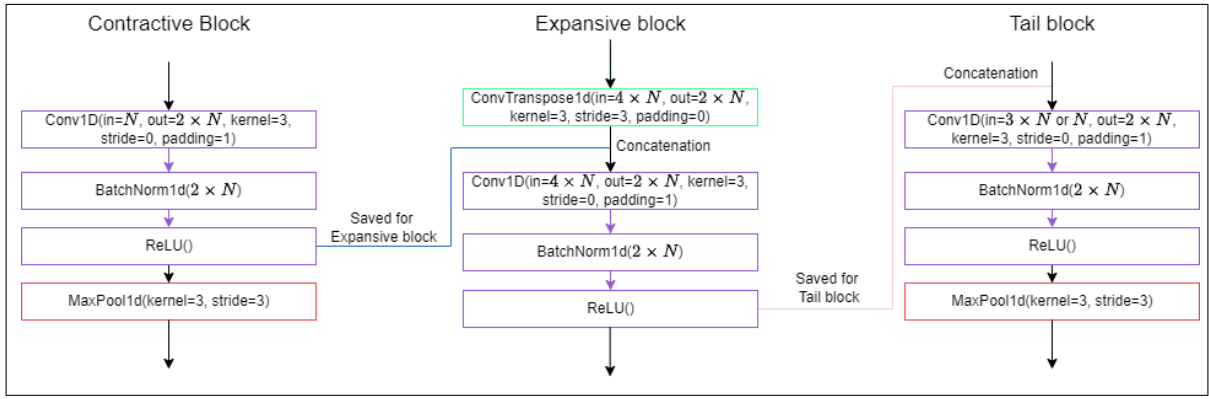 Contractive Block
Conv1D(in=N, out=2 × N, kernel=3,
stride=0, padding=1)
BatchNorm1d(2 × N)
ReLU()
MaxPool1d(kernel=3, stride=3)
Saved for
Expansive block
Expansive block
ConvTranspose1d(in=4 × N, out=2 × N,
kernel=3, stride=3, padding=0)
Concatenation
Conv1D(in=4 × N, out=2 × N, kernel=3,
stride=0, padding=1)
BatchNorm1d(2 × N)
ReLU()
Saved for
Tail block
Tail block
Concatenation
Conv1D(in=3 × N or N, out=2 × N,
kernel=3, stride=0, padding=1)
BatchNorm1d(2 × N)
ReLU()
MaxPool1d(kernel=3, stride=3)